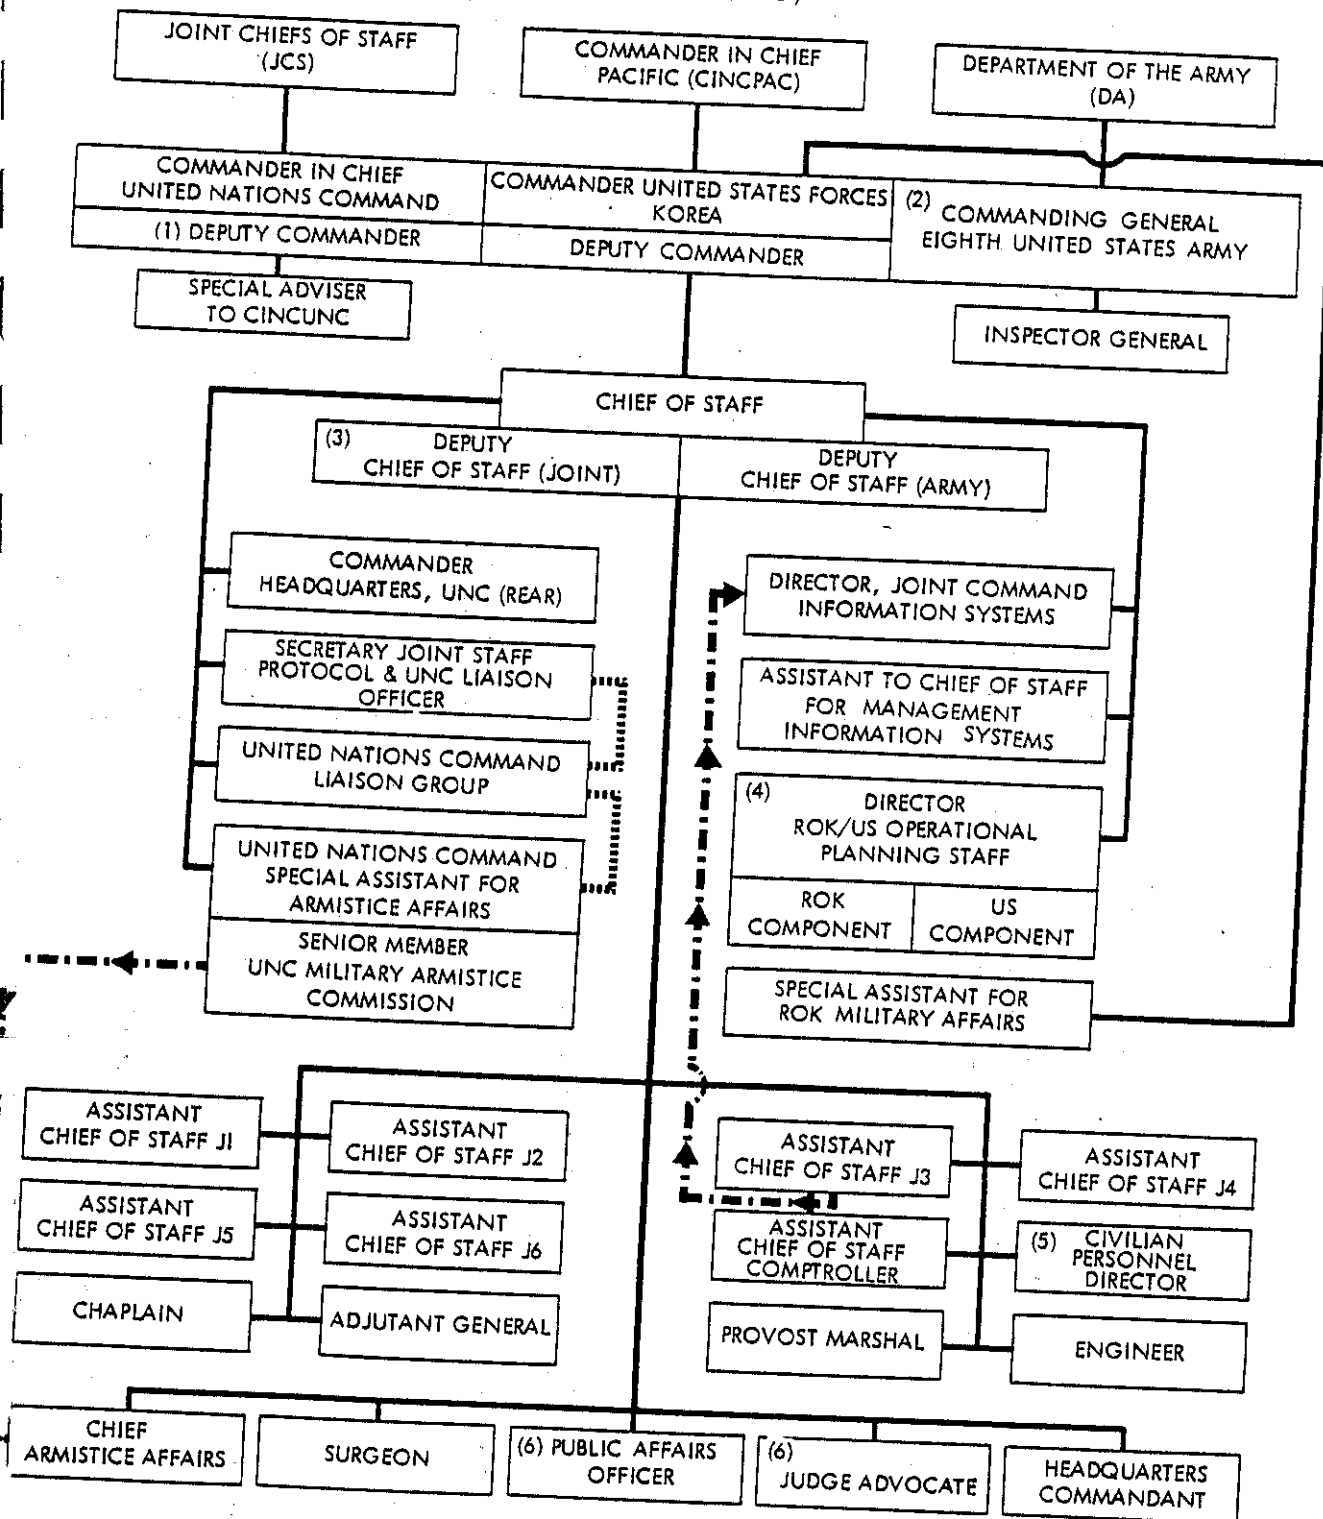 JOINT CHIEFS OF STAFF
(JCS)
COMMANDER IN CHIEF
PACIFIC (CINCPAC)
DEPARTMENT OF THE ARMY
(DA)
COMMANDER IN CHIEF
UNITED NATIONS COMMAND
(1) DEPUTY COMMANDER
COMMANDER UNITED STATES FORCES
KOREA
DEPUTY COMMANDER
(2) COMMANDING GENERAL
EIGHTH UNITED STATES ARMY
SPECIAL ADVISER
TO CINCUNC
INSPECTOR GENERAL
CHIEF OF STAFF
(3) DEPUTY
CHIEF OF STAFF (JOINT)
DEPUTY
CHIEF OF STAFF (ARMY)
COMMANDER
HEADQUARTERS, UNC (REAR)
SECRETARY JOINT STAFF
PROTOCOL & UNC LIAISON
OFFICER
UNITED NATIONS COMMAND
LIAISON GROUP
UNITED NATIONS COMMAND
SPECIAL ASSISTANT FOR
ARMISTICE AFFAIRS
SENIOR MEMBER
UNC MILITARY ARMISTICE
COMMISSION
DIRECTOR, JOINT COMMAND
INFORMATION SYSTEMS
ASSISTANT TO CHIEF OF STAFF
FOR MANAGEMENT
INFORMATION SYSTEMS
(4) DIRECTOR
ROK/US OPERATIONAL
PLANNING STAFF
ROK
COMPONENT
US
COMPONENT
SPECIAL ASSISTANT FOR
ROK MILITARY AFFAIRS
ASSISTANT
CHIEF OF STAFF J1
ASSISTANT
CHIEF OF STAFF J2
ASSISTANT
CHIEF OF STAFF J3
ASSISTANT
CHIEF OF STAFF J4
ASSISTANT
CHIEF OF STAFF J5
ASSISTANT
CHIEF OF STAFF J6
ASSISTANT
CHIEF OF STAFF
COMPTROLLER
(5) CIVILIAN
PERSONNEL
DIRECTOR
CHAPLAIN
ADJUTANT GENERAL
PROVOST MARSHAL
ENGINEER
CHIEF
ARMISTICE AFFAIRS
SURGEON
(6) PUBLIC AFFAIRS
OFFICER
(6)
JUDGE ADVOCATE
HEADQUARTERS
COMMANDANT